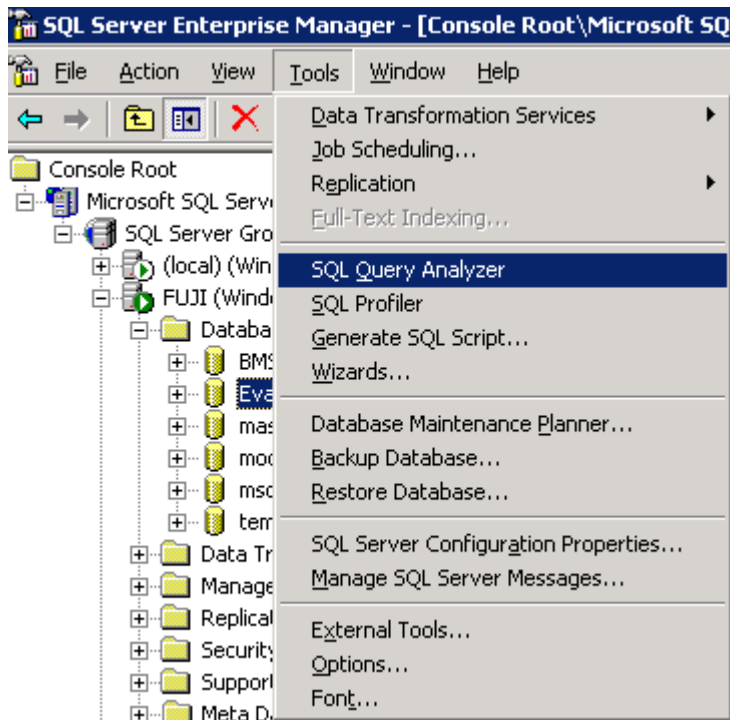 SQL Server Enterprise Manager - [Console Root\Microsoft SQ
File Action View Tools Window Help
Data Transformation Services
Job Scheduling...
Replication
Full-Text Indexing...
SQL Query Analyzer
SQL Profiler
Generate SQL Script...
Wizards...
Database Maintenance Planner...
Backup Database...
Restore Database...
SQL Server Configuration Properties...
Manage SQL Server Messages...
External Tools...
Options...
Font...
Console Root
Microsoft SQL Serv
SQL Server Gro
(local) (Win
FUJI (Wind
Databa
BMS
Eva
mas
mod
msd
tem
Data Tr
Manage
Replicat
Security
Support
Meta Da